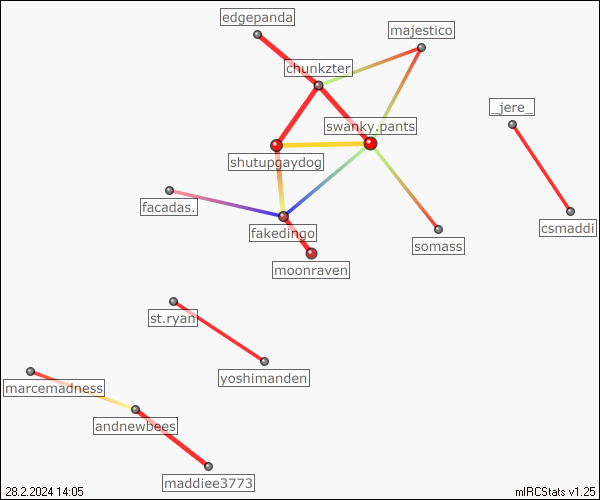 edgepanda
majestico
chunkzter
_jere_
swanky.pants
shutupgaydog
facadas.
fakedingo
csmaddi
somass
moonraven
st.ryan
yoshimanden
marcemadness
andnewbees
maddiee3773
28.2.2024 14:05
mIRCStats v1.25